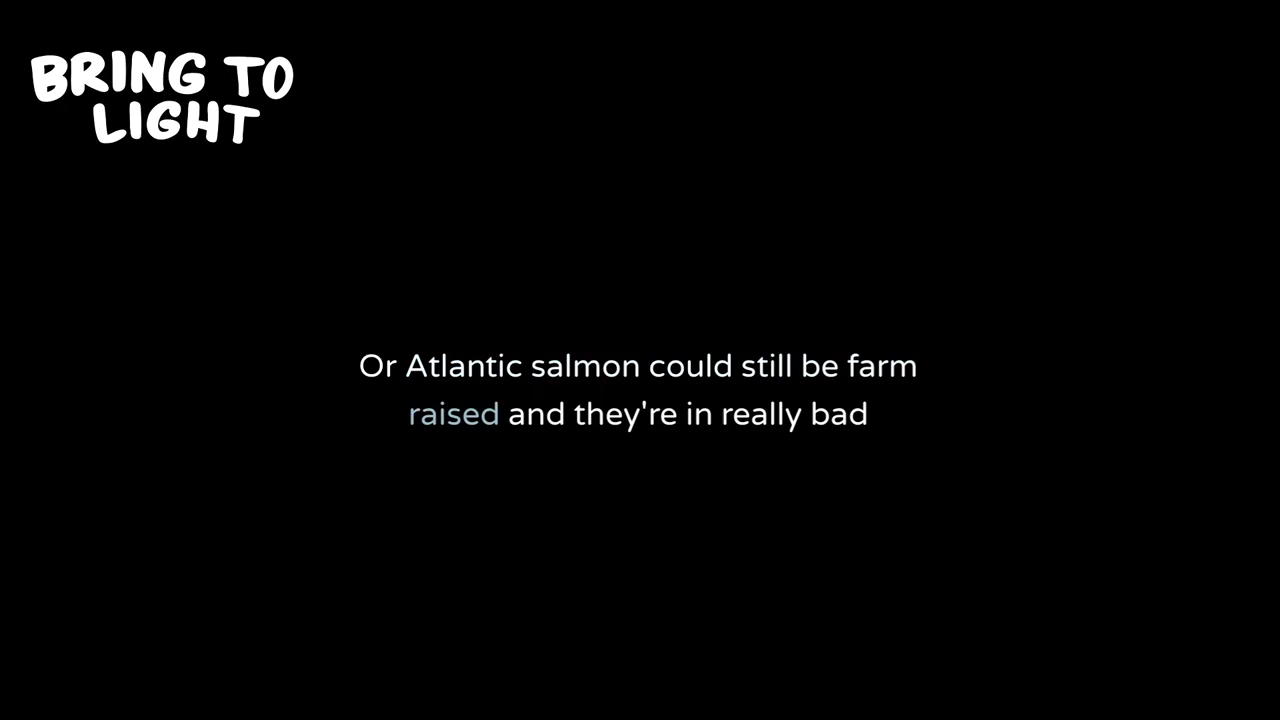 BRING TO
LIGHT
Or Atlantic salmon could still be farm
raised and they're in really bad